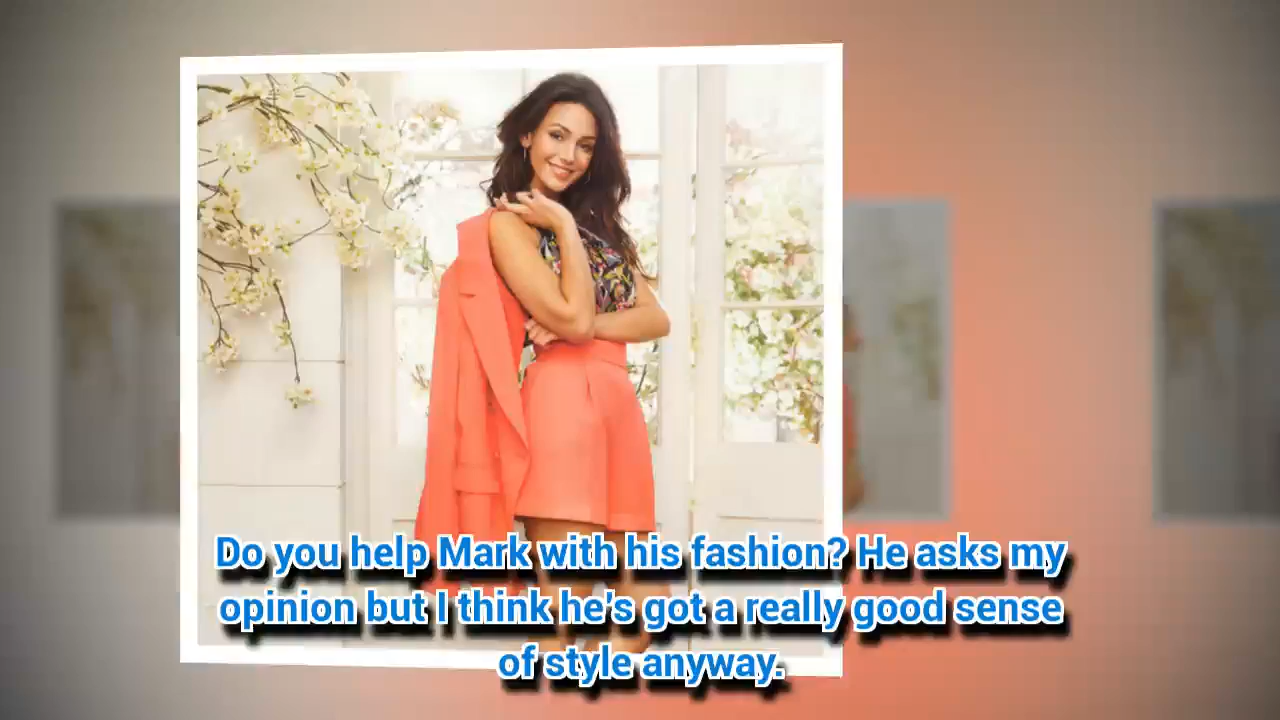 Do you help Mark with his fashion? He asks my
opinion but I think he's got a really good sense
of style anyway.